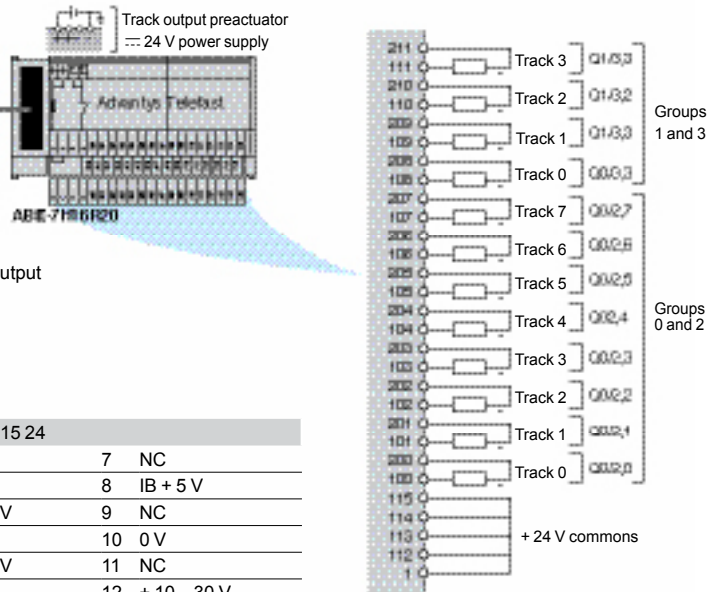 Track output preactuator
24 V power supply
Advantys Telefast
ABE-7H16R20
utput
15 24
7 NC
8 IB + 5 V
V 9 NC
10 0 V
V 11 NC
12 + 10…30 V
211
111 Track 3 Q1/3,3
210
110 Track 2 Q1/3,2
209
109 Track 1 Q1/3,3
208
108 Track 0 Q0/3,3
Groups
1 and 3
207
107 Track 7 Q0/2,7
206
106 Track 6 Q0/2,6
205
105 Track 5 Q0/2,5
204
104 Track 4 Q0/2,4
203
103 Track 3 Q0/2,3
202
102 Track 2 Q0/2,2
201
101 Track 1 Q0/2,1
200
100 Track 0 Q0/2,0
Groups
0 and 2
115
114
113
112
1
+ 24 V commons